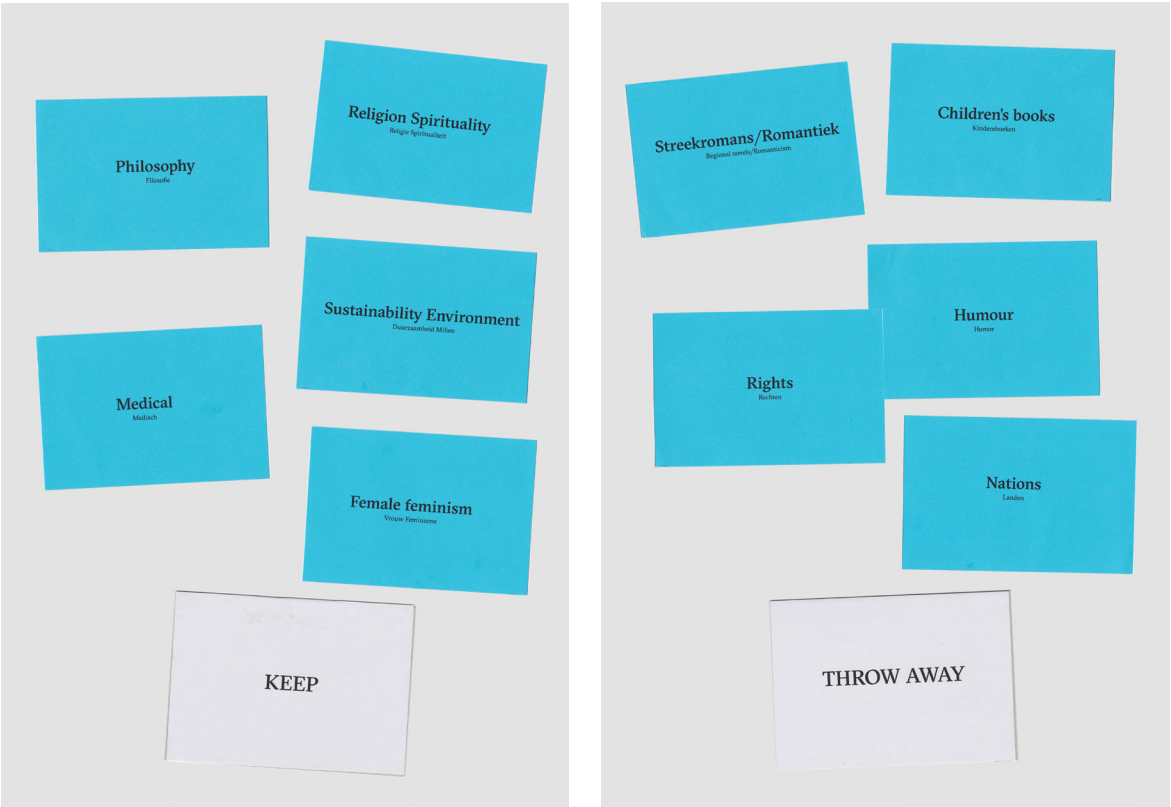 Religion Spirituality
Religie Spiritualiteit
Philosophy
Filosofie
Sustainability Environment
Duurzaamheid Milieu
Medical
Medisch
Female feminism
Vrouw Feminisme
KEEP
Children's books
Kindereboeken
Streekromans/Romantiek
Regional novels/Romanticism
Humour
Humor
Rights
Rechten
Nations
Landen
THROW AWAY